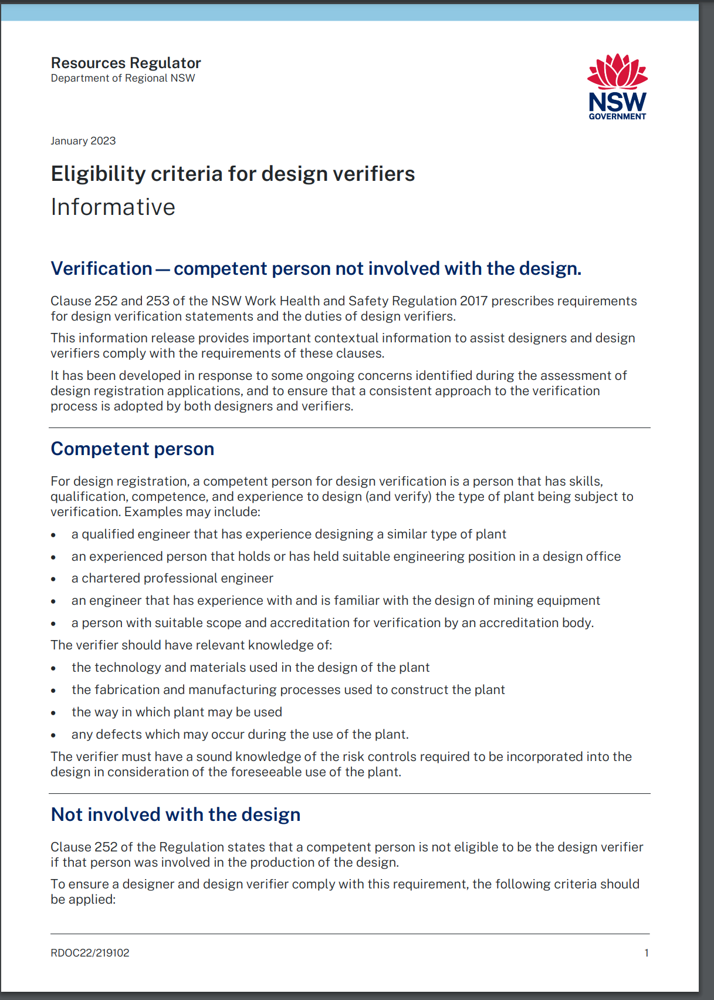 Resources Regulator
Department of Regional NSW
NSW
GOVERNMENT
January 2023
Eligibility criteria for design verifiers
Informative
Verification — competent person not involved with the design.
Clause 252 and 253 of the NSW Work Health and Safety Regulation 2017 prescribes requirements
for design verification statements and the duties of design verifiers.
This information release provides important contextual information to assist designers and design
verifiers comply with the requirements of these clauses.
It has been developed in response to some ongoing concerns identified during the assessment of
design registration applications, and to ensure that a consistent approach to the verification
process is adopted by both designers and verifiers.
Competent person
For design registration, a competent person for design verification is a person that has skills,
qualification, competence, and experience to design (and verify) the type of plant being subject to
verification. Examples may include:
• a qualified engineer that has experience designing a similar type of plant
• an experienced person that holds or has held suitable engineering position in a design office
• a chartered professional engineer
• an engineer that has experience with and is familiar with the design of mining equipment
• a person with suitable scope and accreditation for verification by an accreditation body.
The verifier should have relevant knowledge of:
• the technology and materials used in the design of the plant
• the fabrication and manufacturing processes used to construct the plant
• the way in which plant may be used
• any defects which may occur during the use of the plant.
The verifier must have a sound knowledge of the risk controls required to be incorporated into the
design in consideration of the foreseeable use of the plant.
Not involved with the design
Clause 252 of the Regulation states that a competent person is not eligible to be the design verifier
if that person was involved in the production of the design.
To ensure a designer and design verifier comply with this requirement, the following criteria should
be applied:
RDOC22/219102
1